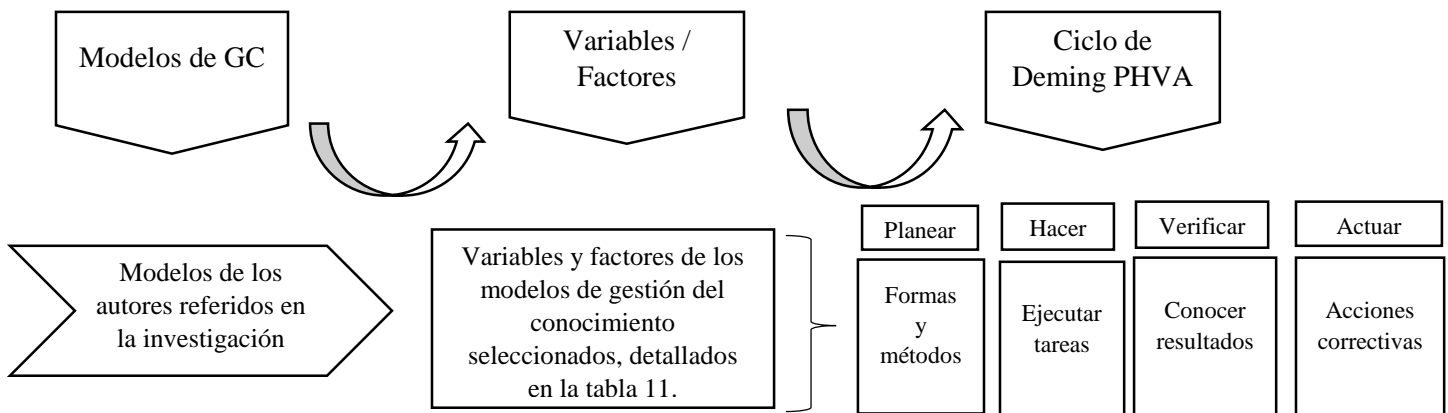 Modelos de GC
Variables /
Factores
Ciclo de
Deming PHVA
Modelos de los
autores referidos en
la investigación
Variables y factores de los
modelos de gestión del
conocimiento
seleccionados, detallados
en la tabla 11.
Planear
Hacer
Verificar
Actuar
Formas
y
métodos
Ejecutar
tareas
Conocer
resultados
Acciones
correctivas